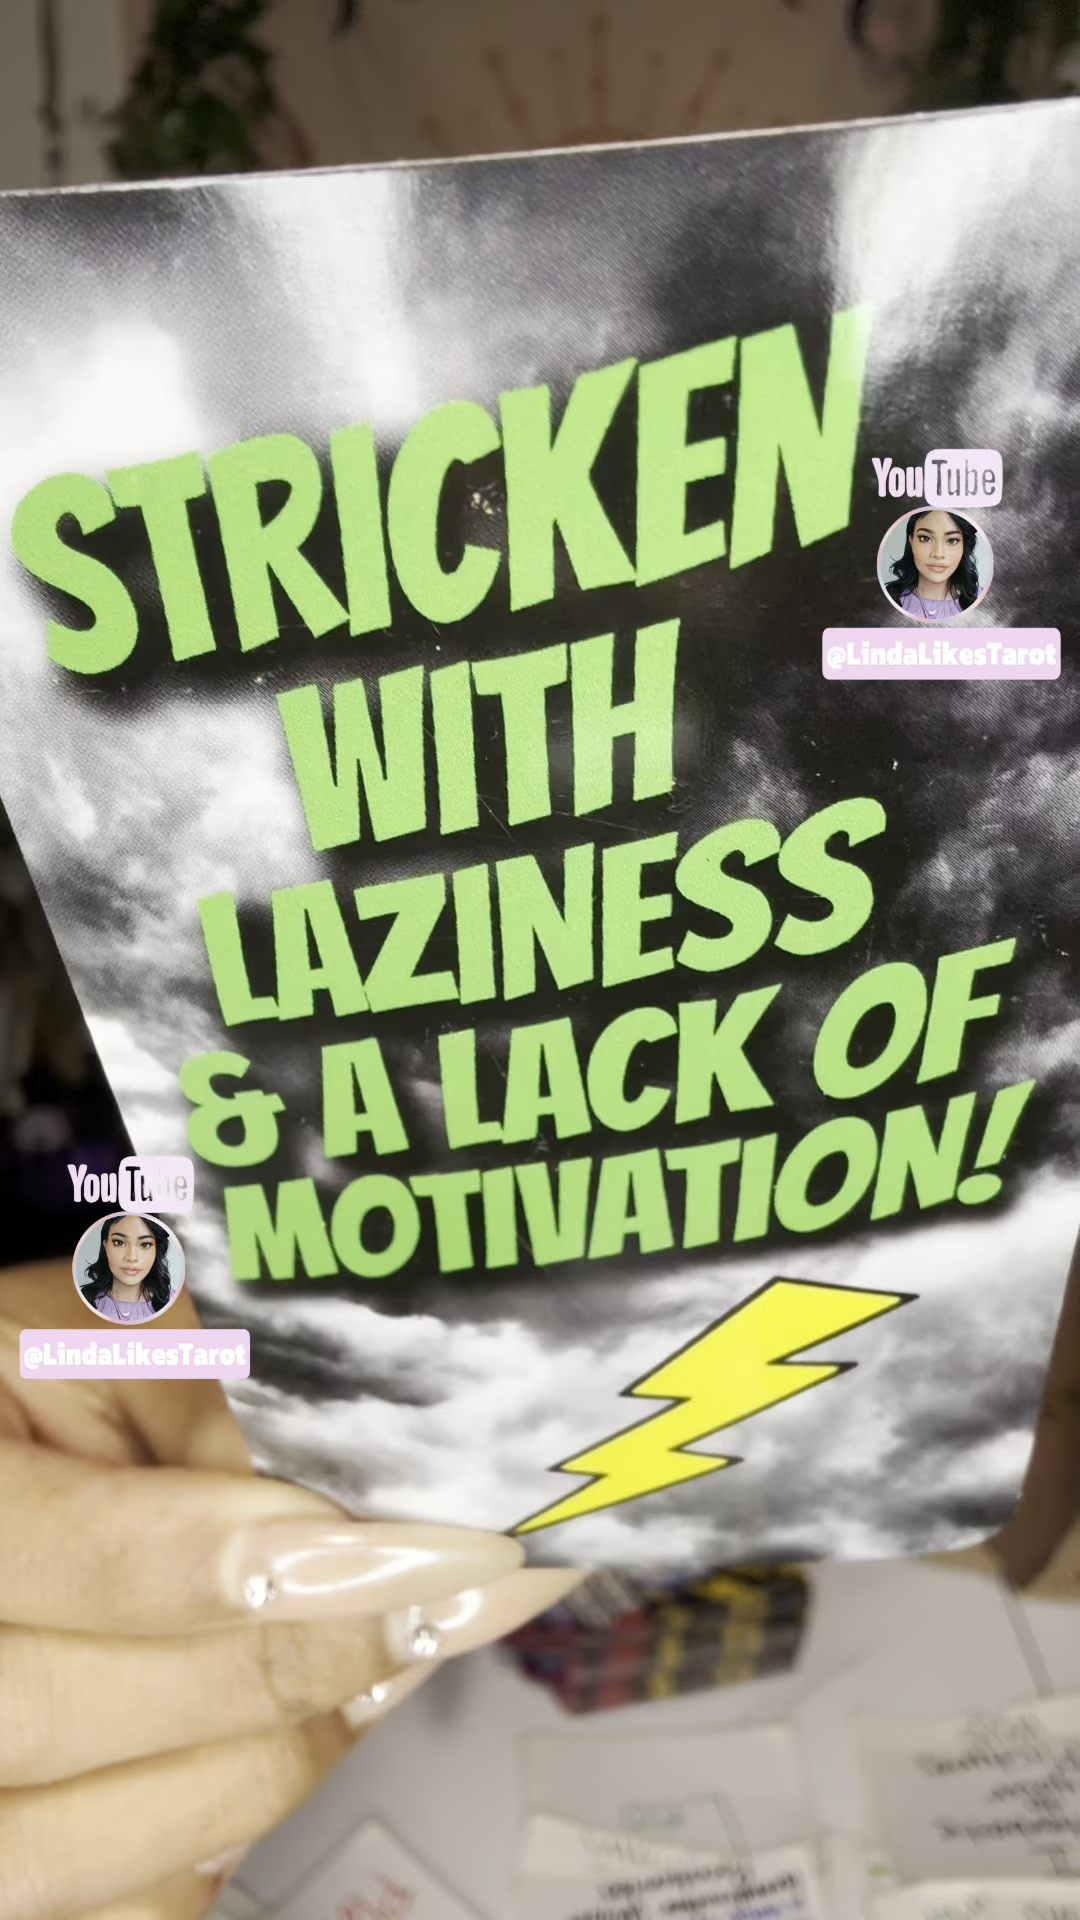 STRICKEN
WITH
LAZINESS
& A LACK OF
MOTIVATION!
YouTube
@LindaLikesTarot
YouTube
@LindaLikesTarot